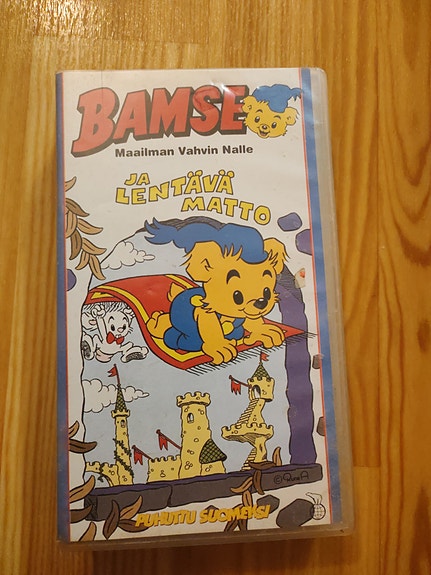 BAMSE
Maailman Vahvin Nalle
JA
LENTÄVÄ
MATTO
PUHUTTU SUOMEKSI